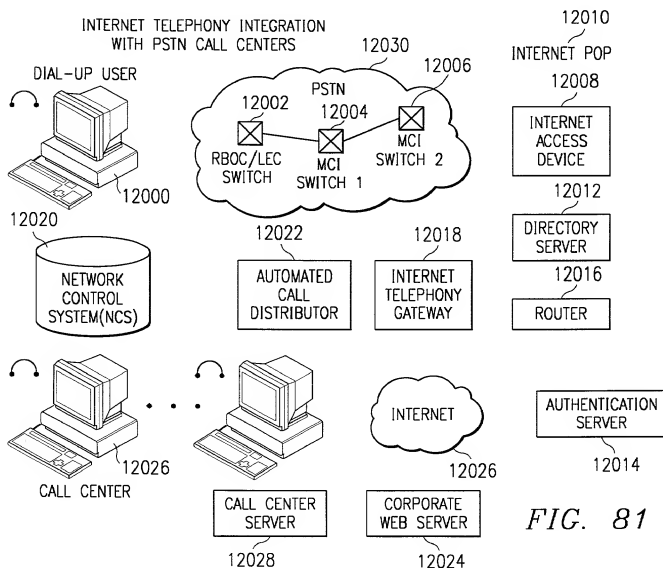 INTERNET TELEPHONY INTEGRATION
WITH PSTN CALL CENTERS
12010
INTERNET POP
DIAL-UP USER
12000
12030
PSTN
12002
RBOC/LEC
SWITCH
12004
MCI
SWITCH 1
12006
MCI
SWITCH 2
12008
INTERNET
ACCESS
DEVICE
12012
DIRECTORY
SERVER
12016
ROUTER
12020
NETWORK
CONTROL
SYSTEM(NCS)
12022
AUTOMATED
CALL
DISTRIBUTOR
12018
INTERNET
TELEPHONY
GATEWAY
12026
CALL CENTER
INTERNET
12026
AUTHENTICATION
SERVER
12014
CALL CENTER
SERVER
12028
CORPORATE
WEB SERVER
12024
FIG. 81